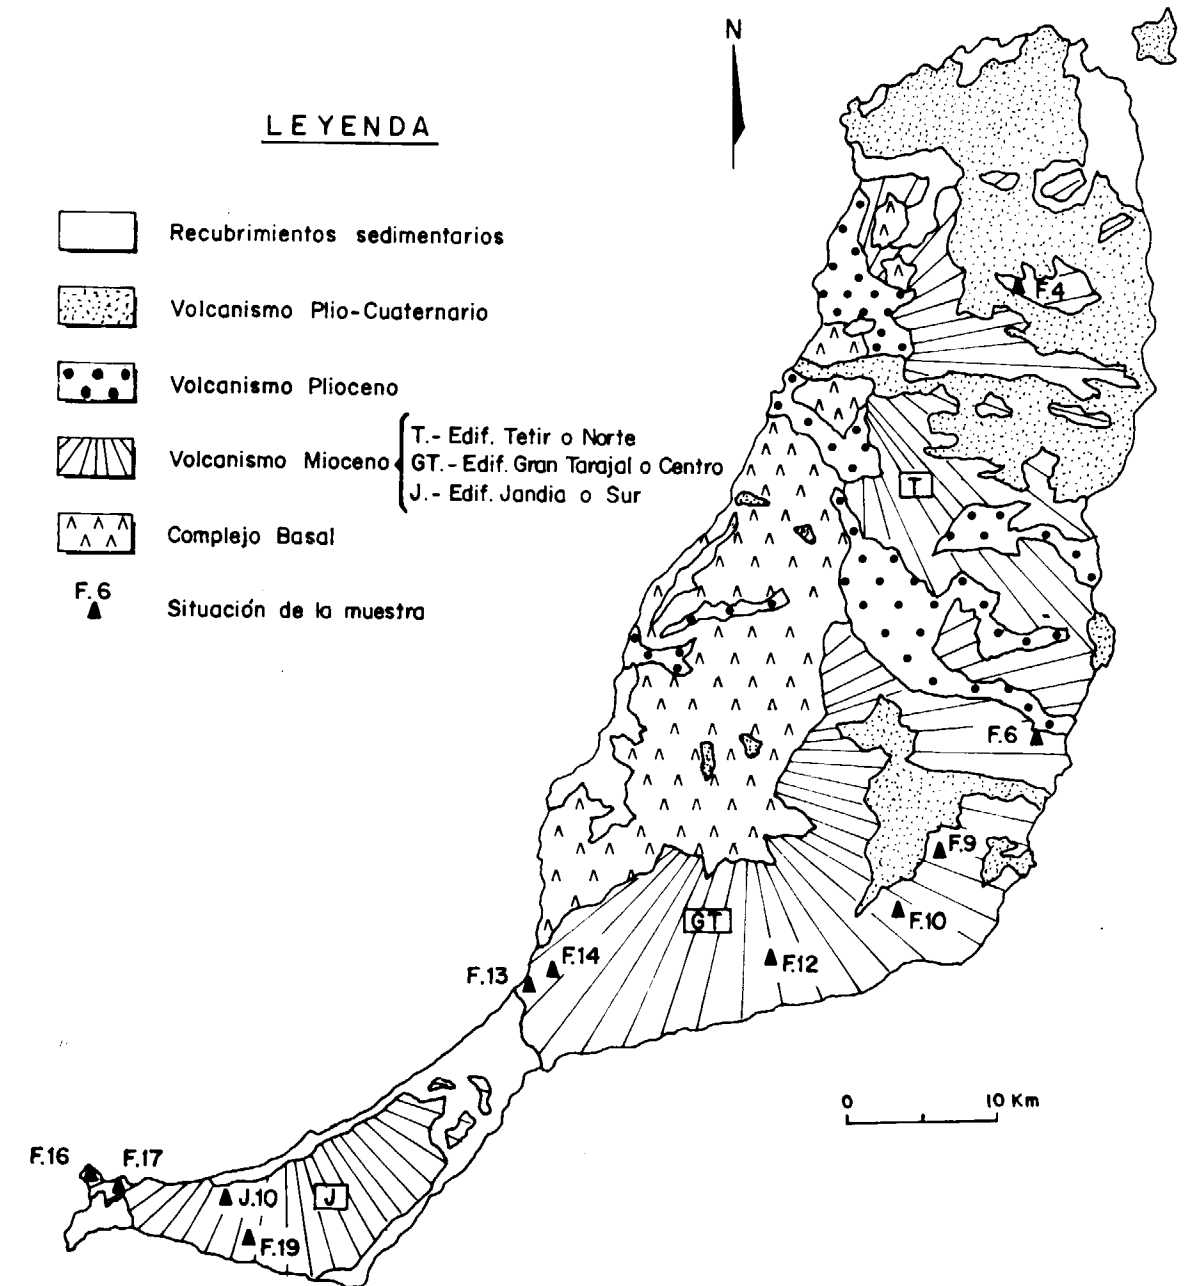 N
LEYENDA
Recubrimientos sedimentarios
Volcanismo Plio-Cuaternario
Volcanismo Plioceno
Volcanismo Mioceno
T.- Edif. Tetir o Norte
GT.- Edif. Gran Tarajal o Centro
J.- Edif. Jandia o Sur
Complejo Basal
F.6
Situación de la muestra
F.4
T
F.6
F.9
F.10
GT
F.12
F.14
F.13
0 10 Km
F.16
F.17
J.10
J
F.19